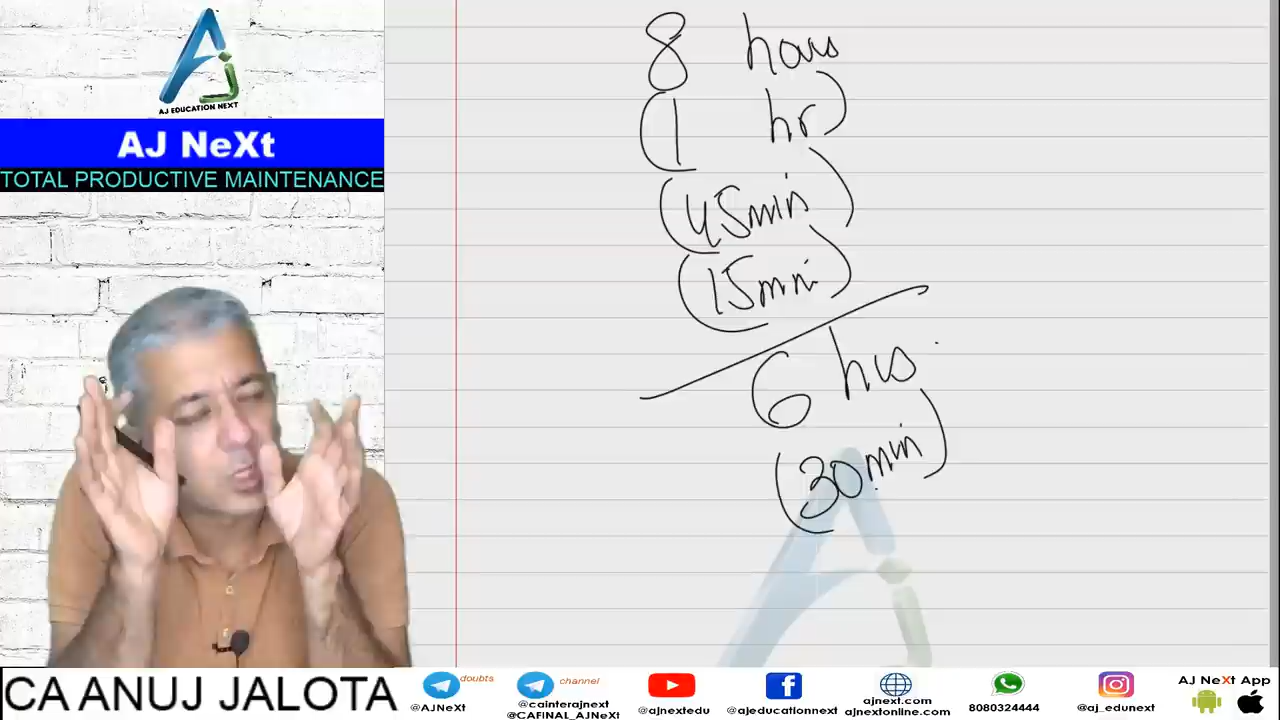 AJ EDUCATION NEXT
AJ NeXt
TOTAL PRODUCTIVE MAINTENANCE
8 hours
(1 hr)
(45min)
(15min)
6 hrs.
(30min)
CA ANUJ JALOTA
doubts
@AJNeXt
channel
@cainterajnext
@CAFINAL_AJNeXt
@ajnextedu
@ajeducationnext
ajnext.com
ajnextonline.com
8080324444
@aj_edunext
AJ NeXt App